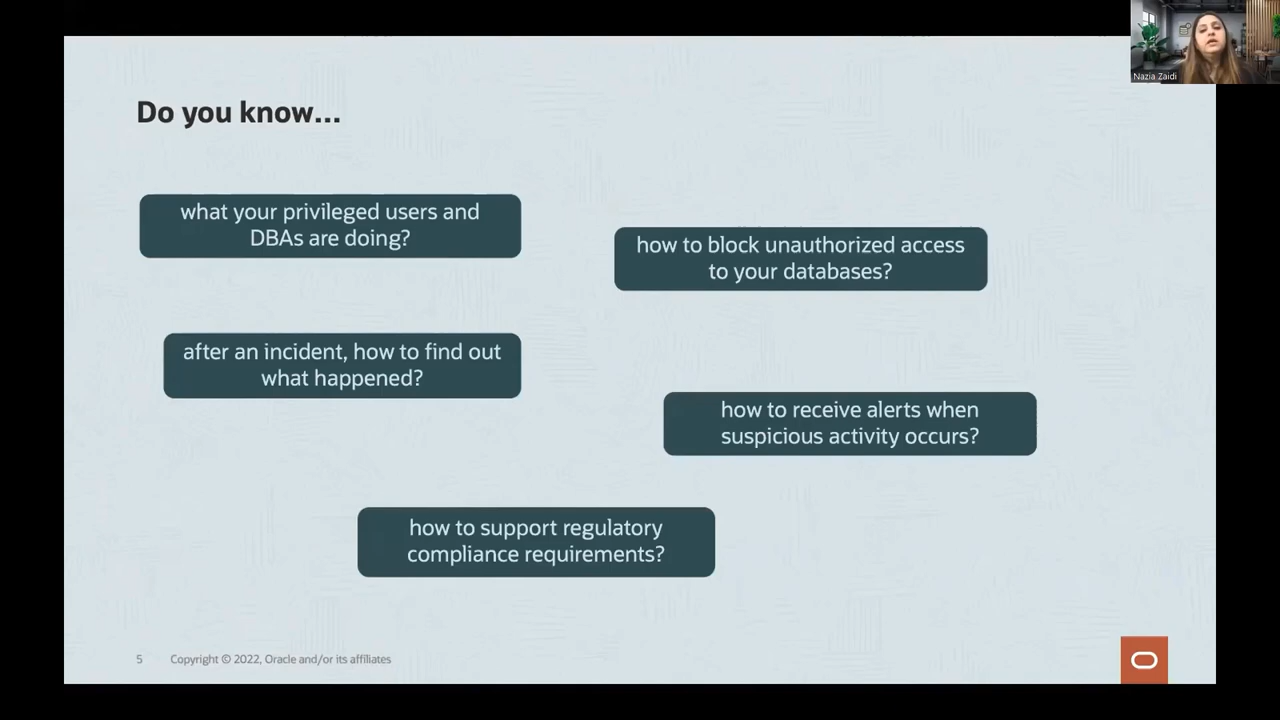 Nazia Zaidi
Do you know...
what your privileged users and
DBAs are doing?
how to block unauthorized access
to your databases?
after an incident, how to find out
what happened?
how to receive alerts when
suspicious activity occurs?
how to support regulatory
compliance requirements?
5
Copyright © 2022, Oracle and/or its affiliates